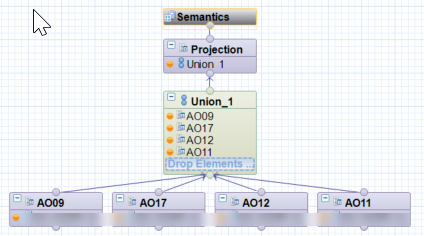 Semantics
Projection
Union_1
Union_1
AO09
AO17
AO12
AO11
Drop Elements ...
AO09
AO17
AO12
AO11